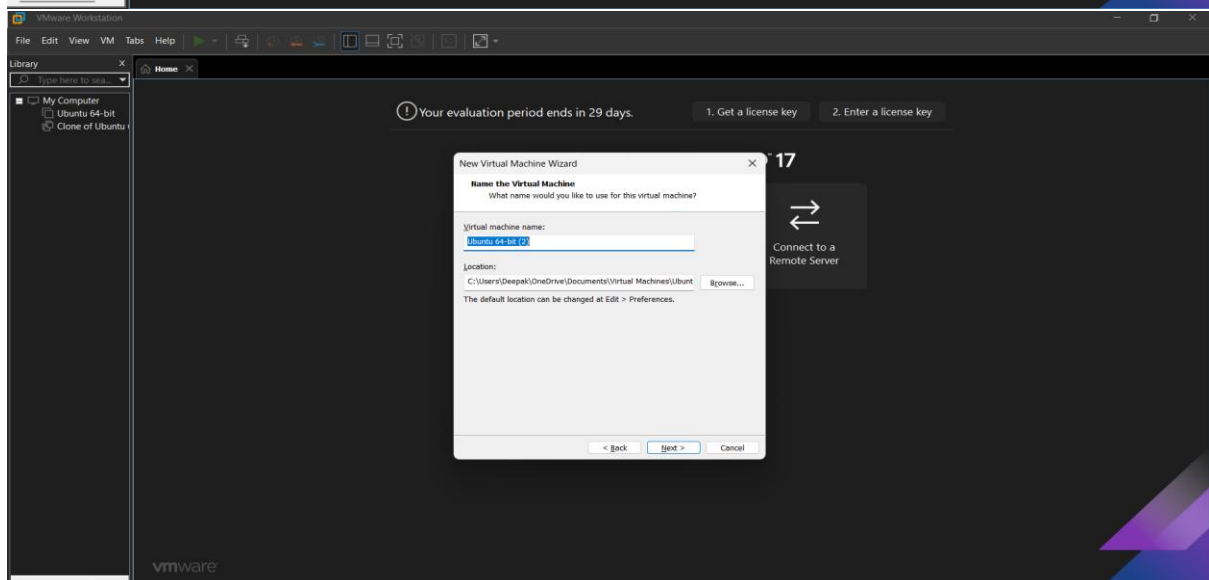 VMware Workstation
File Edit View VM Tabs Help
Library X
Home X
Type here to sea...
My Computer
Ubuntu 64-bit
Clone of Ubuntu
Your evaluation period ends in 29 days.
1. Get a license key
2. Enter a license key
17
New Virtual Machine Wizard
Name the Virtual Machine
What name would you like to use for this virtual machine?
Virtual machine name:
Ubuntu 64-bit (2)
Location:
C:\Users\Deepak\OneDrive\Documents\Virtual Machines\Ubunt
Browse...
The default location can be changed at Edit > Preferences.
Connect to a
Remote Server
< Back Next > Cancel
vmware